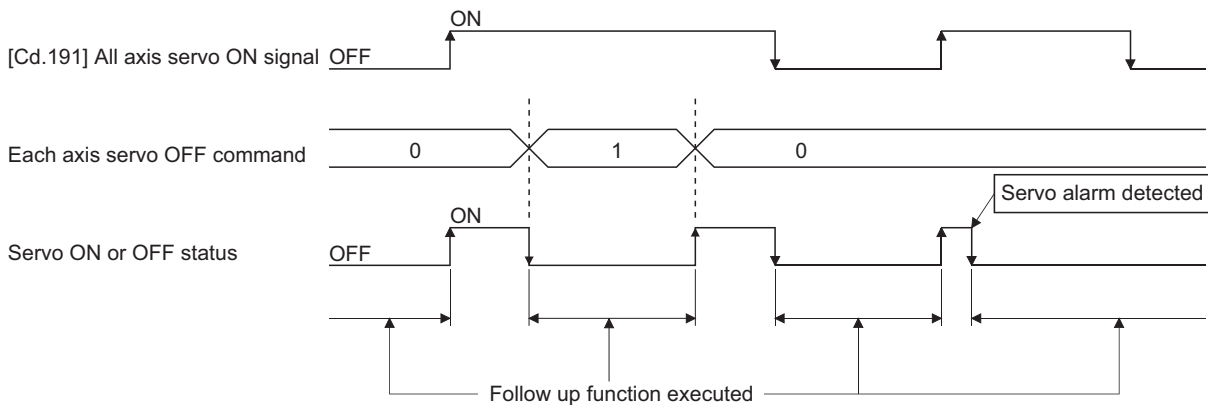 ON
[Cd.191] All axis servo ON signal OFF
Each axis servo OFF command 0 1 0
Servo alarm detected
ON
Servo ON or OFF status OFF
Follow up function executed